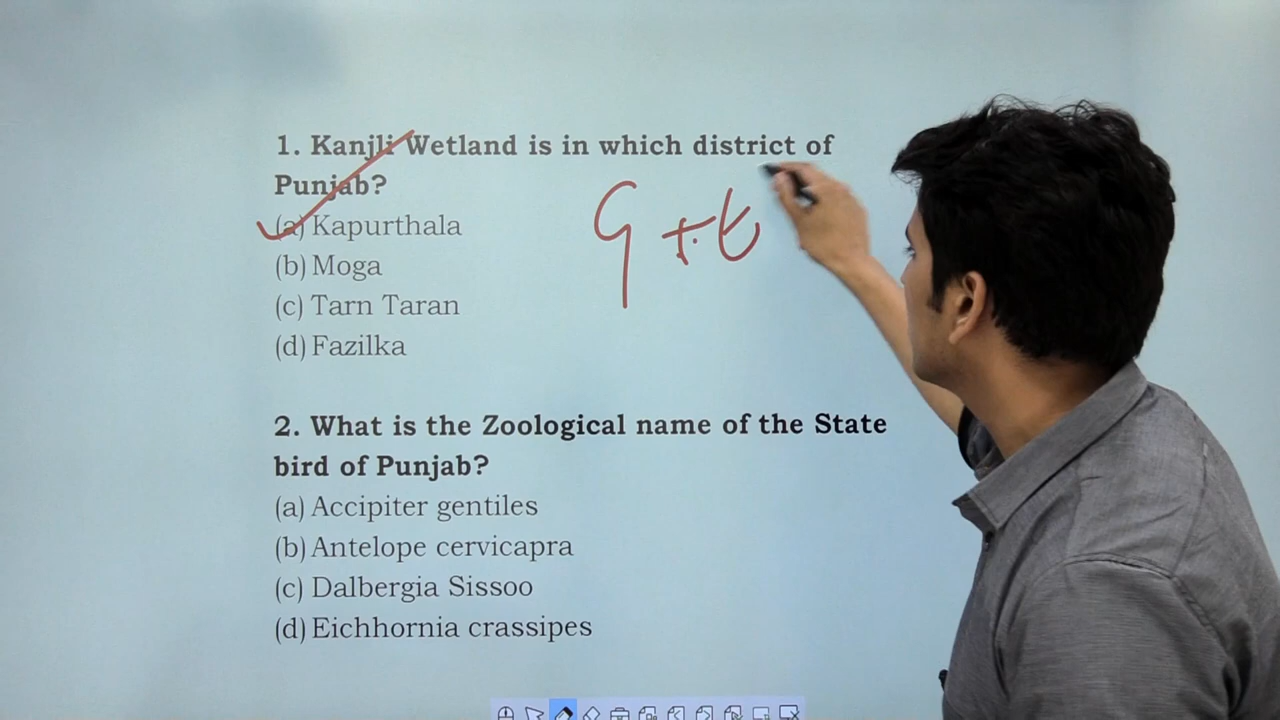 1. Kanjli Wetland is in which district of
Punjab?
(a) Kapurthala
(b) Moga
(c) Tarn Taran
(d) Fazilka
2. What is the Zoological name of the State
bird of Punjab?
(a) Accipiter gentiles
(b) Antelope cervicapra
(c) Dalbergia Sissoo
(d) Eichhornia crassipes